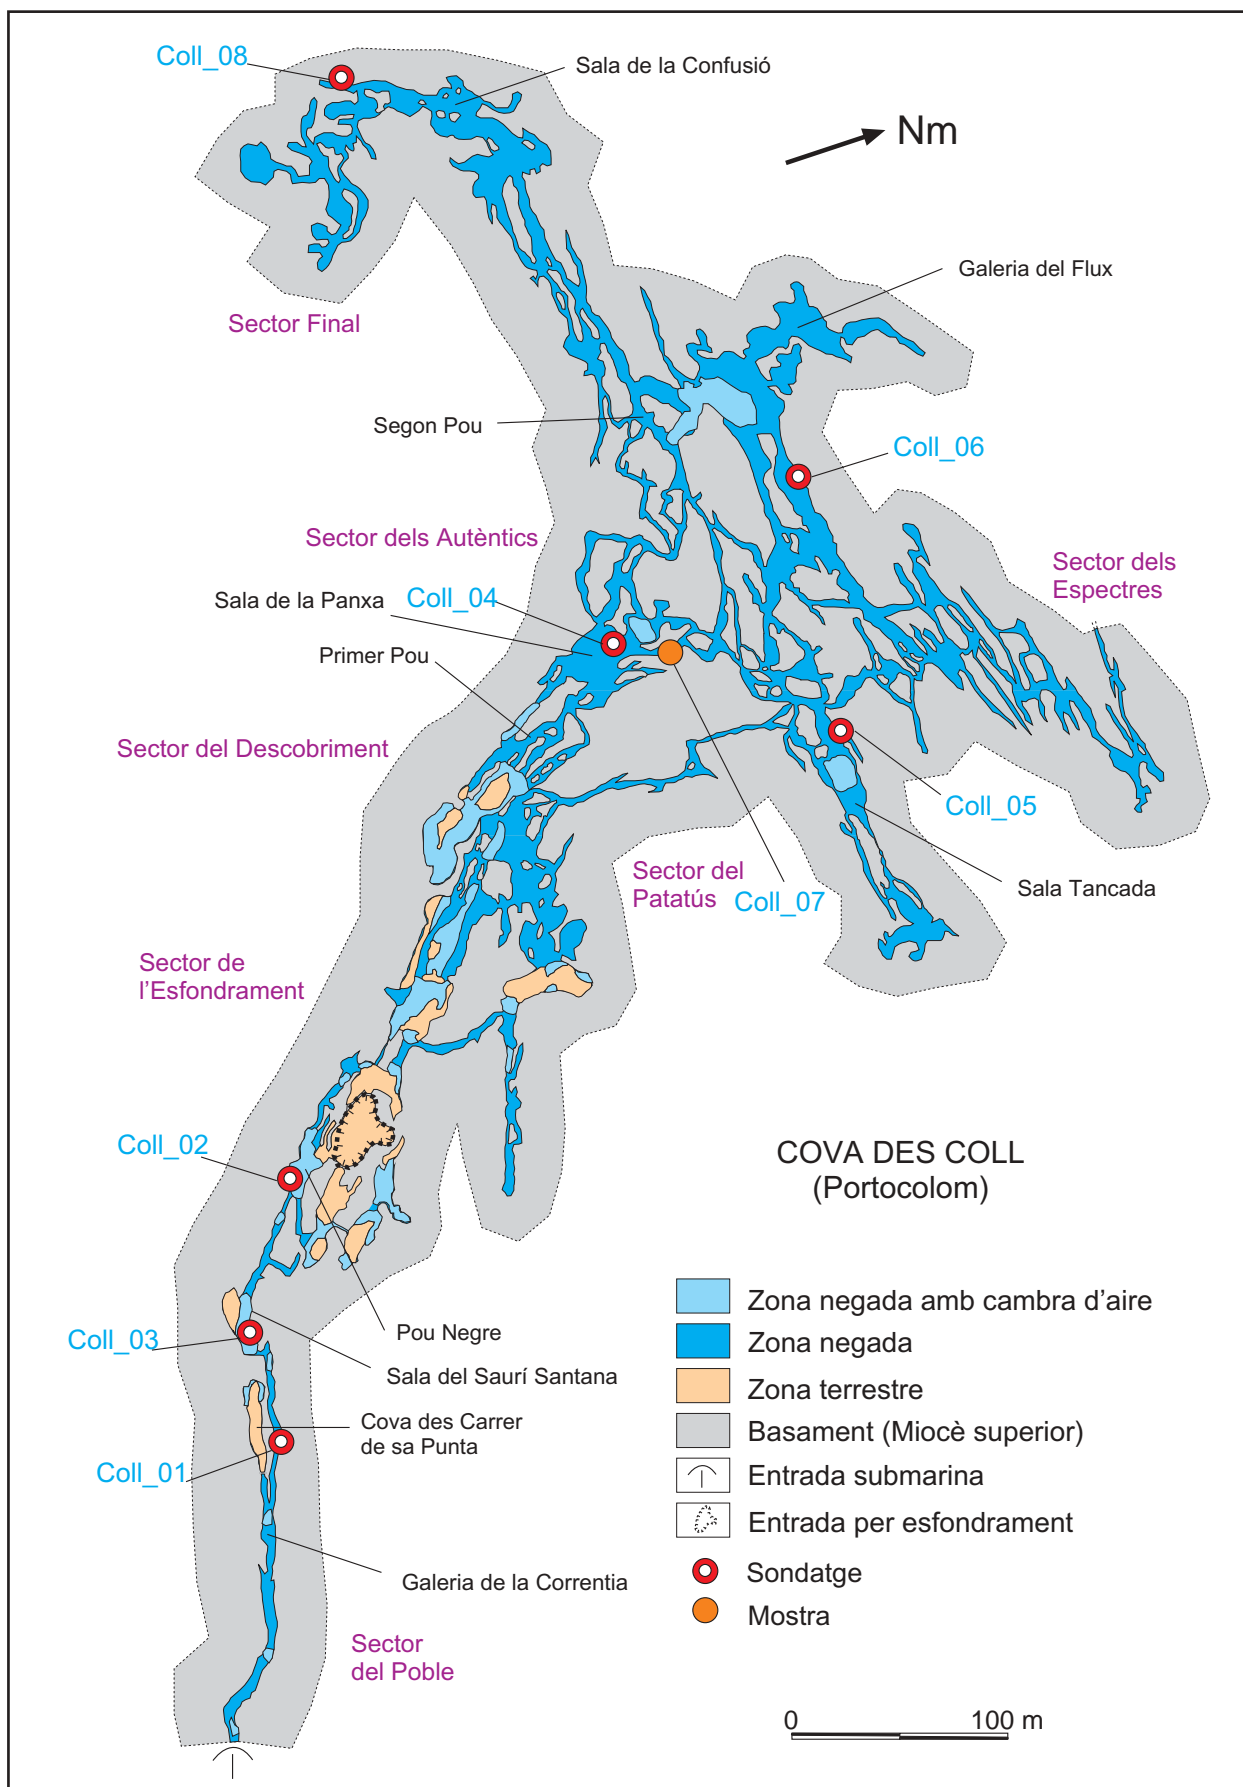 Coll_08
Sala de la Confusió
Nm
Galeria del Flux
Sector Final
Segon Pou
Coll_06
Sector dels Autèntics
Sector dels
Espectres
Sala de la Panxa
Coll_04
Primer Pou
Sector del Descobriment
Coll_05
Sector del
Patatús
Coll_07
Sala Tancada
Sector de
l'Esfondrament
Coll_02
COVA DES COLL
(Portocolom)
Zona negada amb cambra d'aire
Coll_03
Pou Negre
Zona negada
Sala del Saurí Santana
Zona terrestre
Cova des Carrer
de sa Punta
Basament (Miocè superior)
Coll_01
Entrada submarina
Entrada per esfondrament
Galeria de la Correntia
Sondatge
Mostra
Sector
del Poble
0 100 m